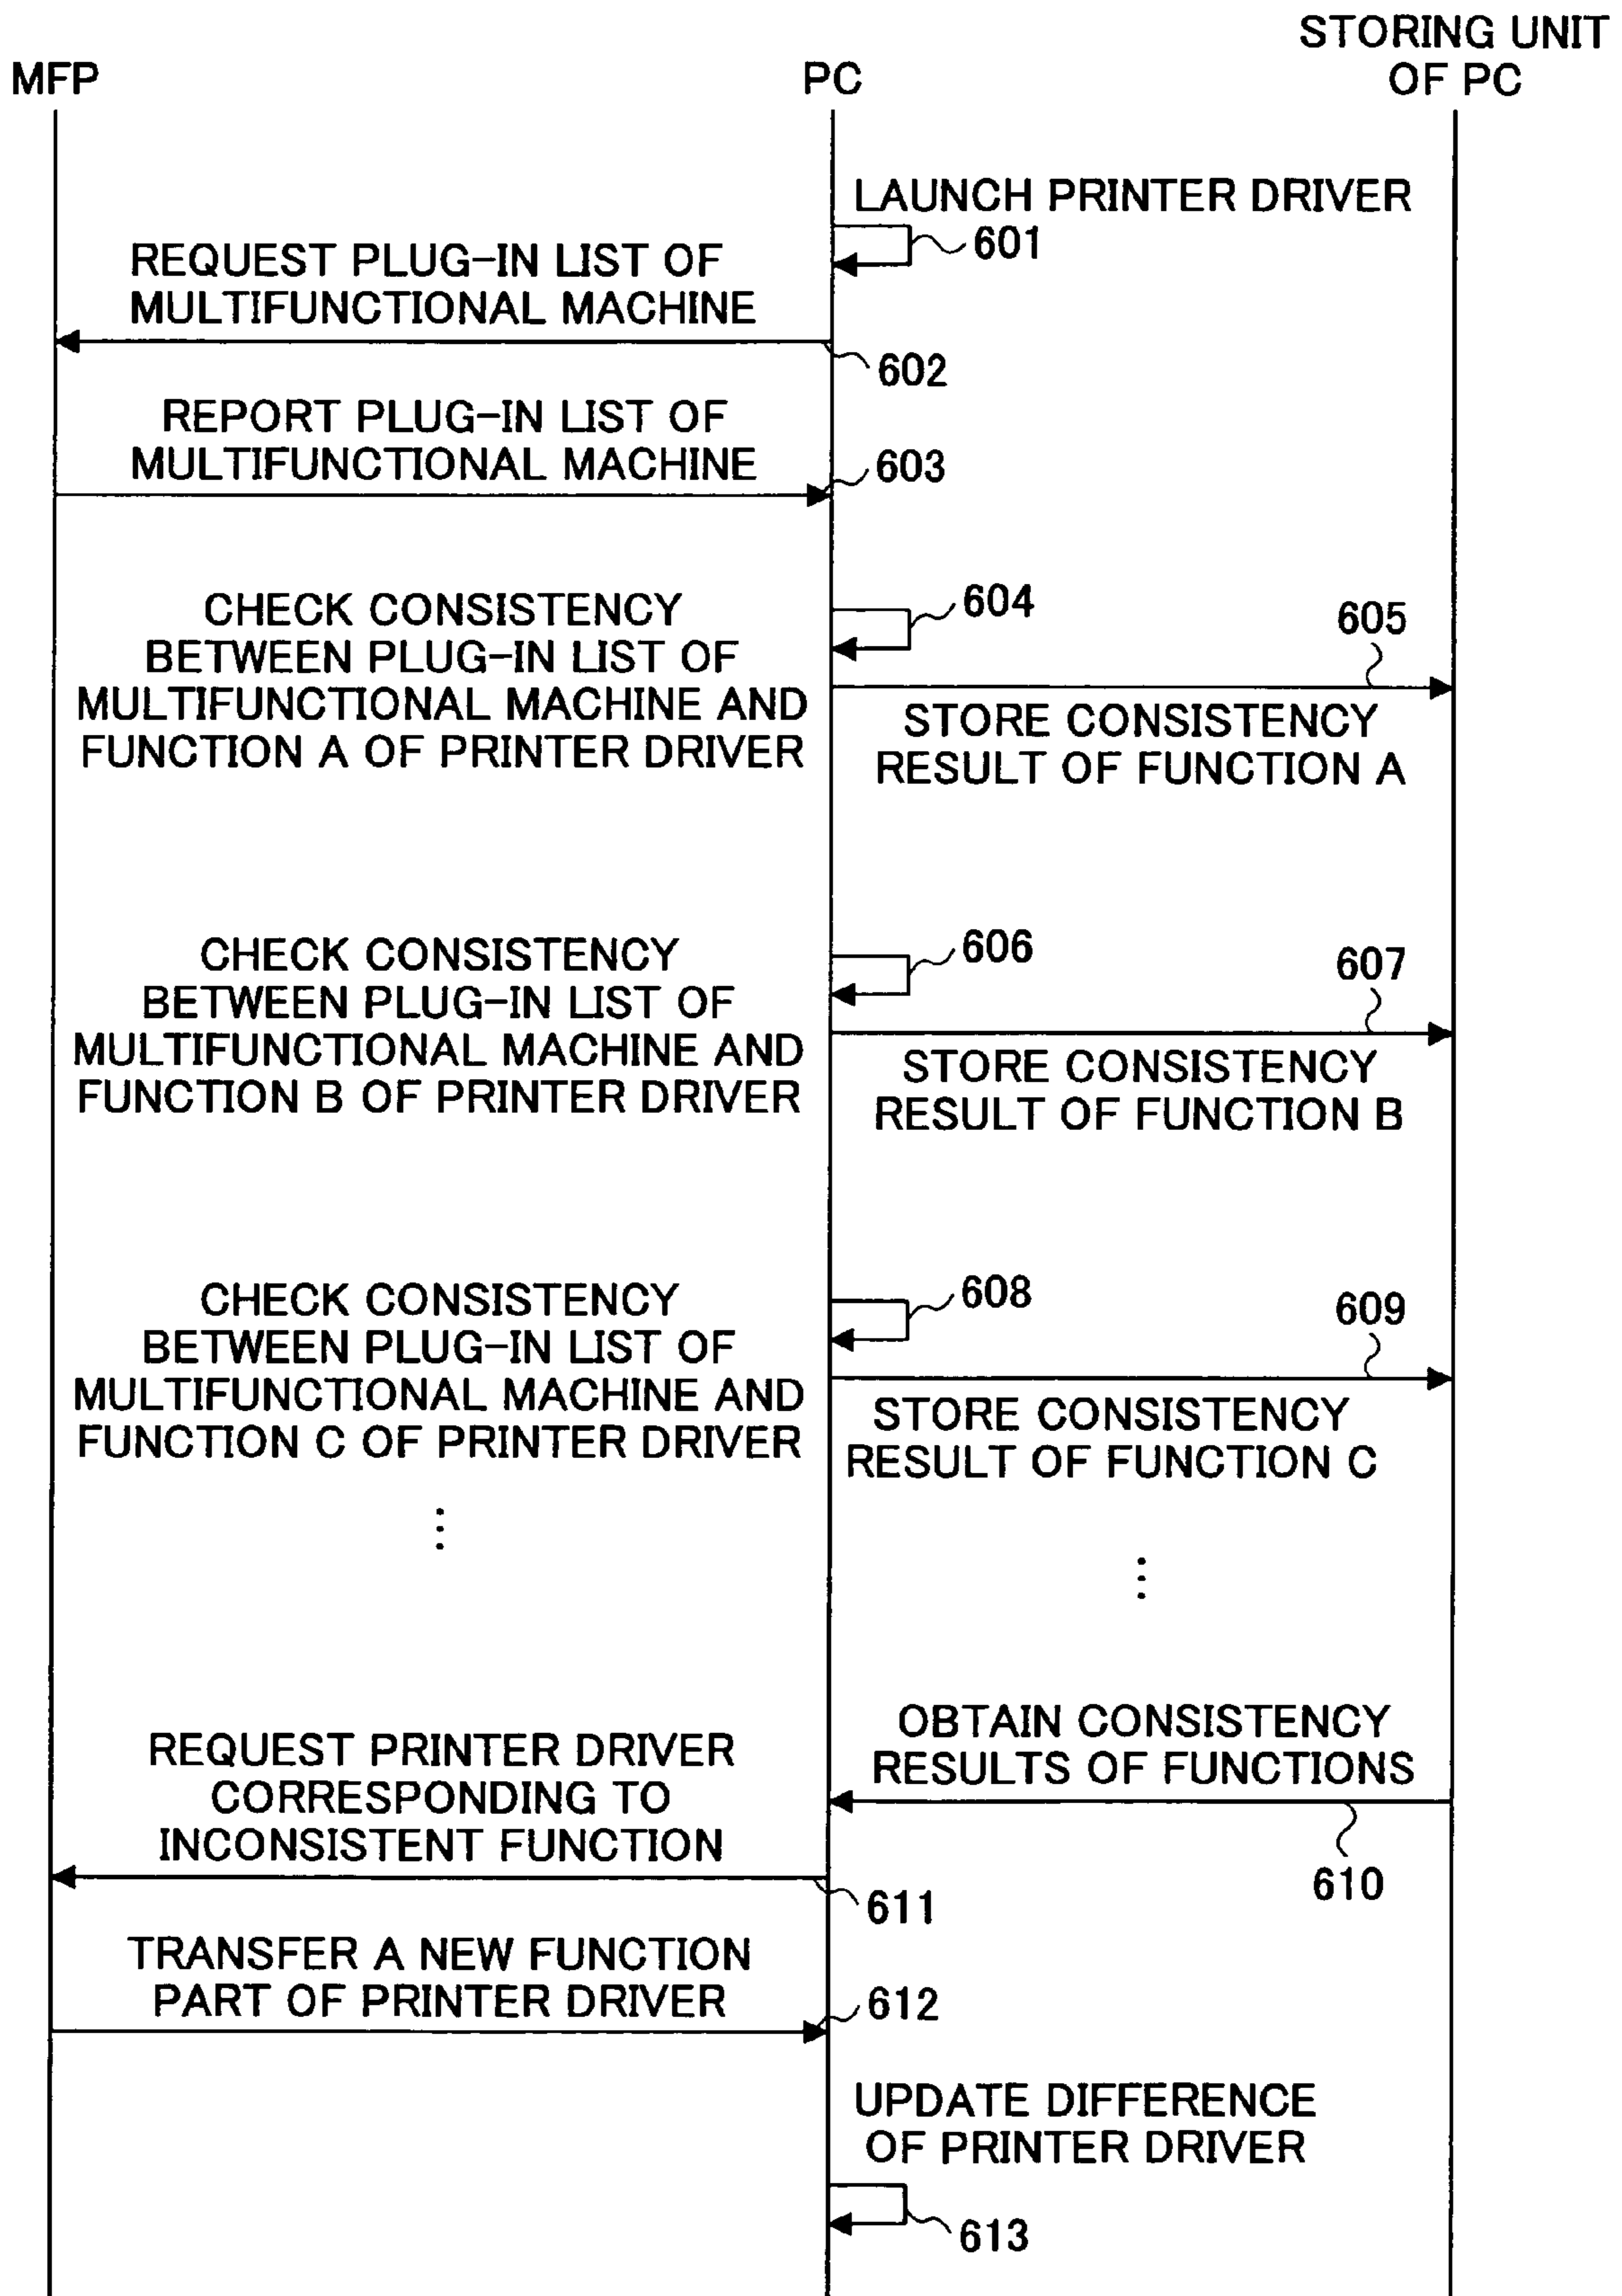 STORING UNIT
OF PC
MFP
PC
LAUNCH PRINTER DRIVER
601
REQUEST PLUG-IN LIST OF
MULTIFUNCTIONAL MACHINE
602
REPORT PLUG-IN LIST OF
MULTIFUNCTIONAL MACHINE
603
CHECK CONSISTENCY
BETWEEN PLUG-IN LIST OF
MULTIFUNCTIONAL MACHINE AND
FUNCTION A OF PRINTER DRIVER
604
605
STORE CONSISTENCY
RESULT OF FUNCTION A
CHECK CONSISTENCY
BETWEEN PLUG-IN LIST OF
MULTIFUNCTIONAL MACHINE AND
FUNCTION B OF PRINTER DRIVER
606
607
STORE CONSISTENCY
RESULT OF FUNCTION B
CHECK CONSISTENCY
BETWEEN PLUG-IN LIST OF
MULTIFUNCTIONAL MACHINE AND
FUNCTION C OF PRINTER DRIVER
608
609
STORE CONSISTENCY
RESULT OF FUNCTION C
⋮
⋮
OBTAIN CONSISTENCY
RESULTS OF FUNCTIONS
610
REQUEST PRINTER DRIVER
CORRESPONDING TO
INCONSISTENT FUNCTION
611
TRANSFER A NEW FUNCTION
PART OF PRINTER DRIVER
612
UPDATE DIFFERENCE
OF PRINTER DRIVER
613